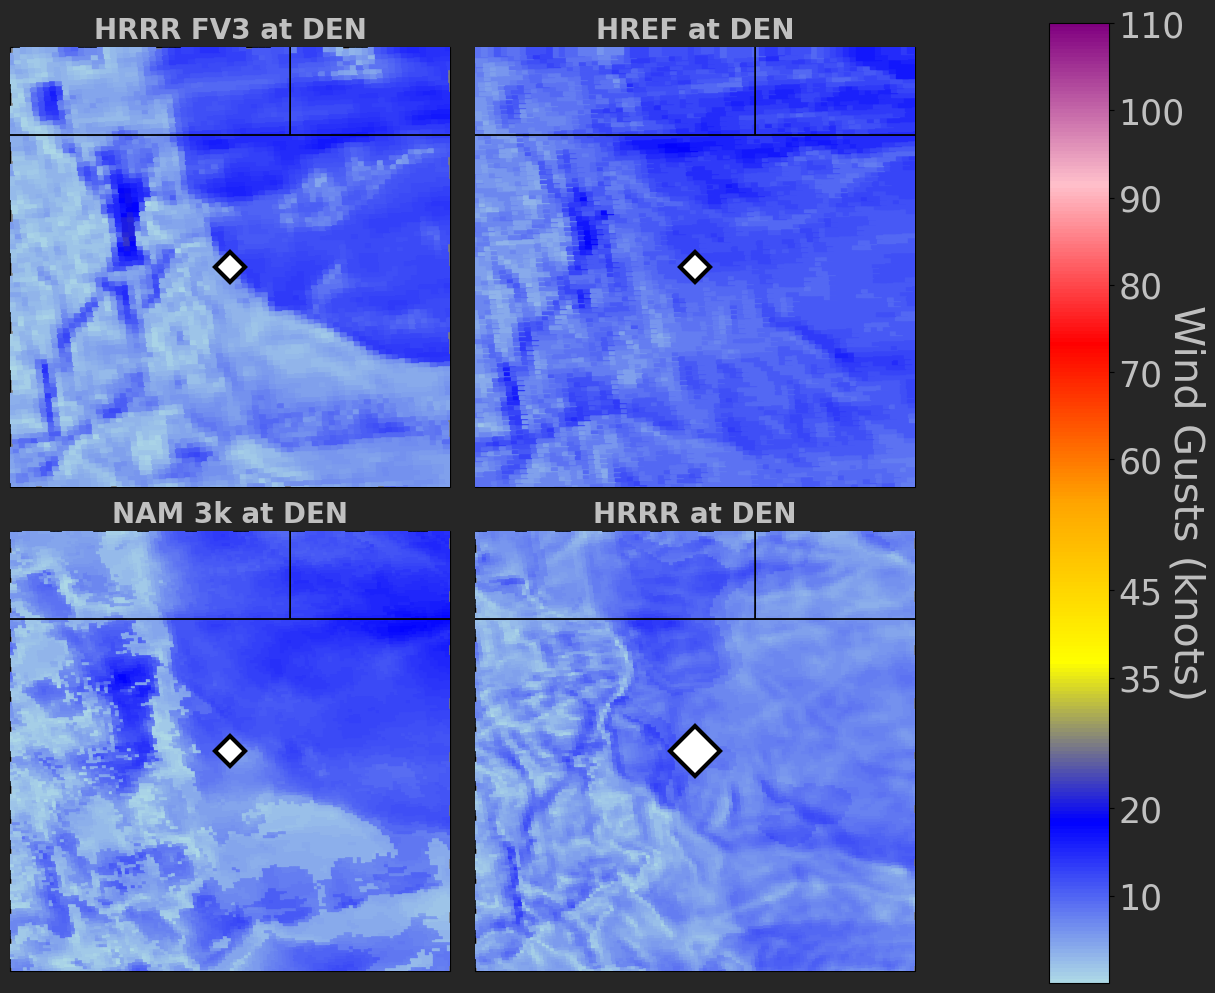 HRRR FV3 at DEN
HREF at DEN
NAM 3k at DEN
HRRR at DEN
110
100
90
80
70
60
45
35
20
10
Wind Gusts (knots)